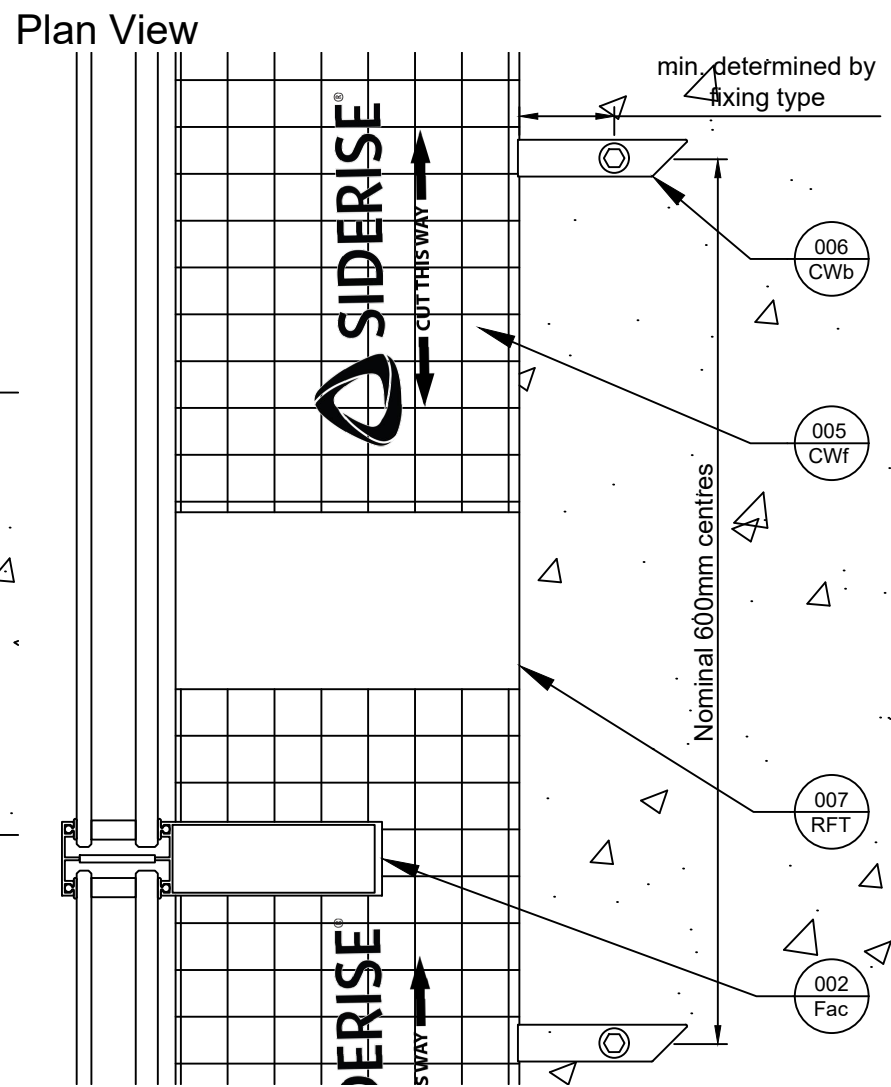 Plan View
min. determined by
fixing type
SIDERISE®
CUT THIS WAY
006
CWb
005
CWf
Nominal 600mm centres
007
RFT
002
Fac
DERISE®
S WAY